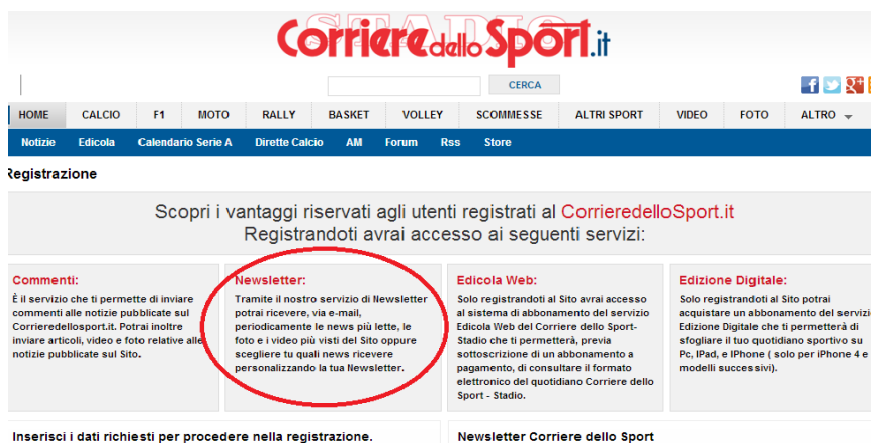 STADIO
CorrieredelloSport.it
CERCA
HOME CALCIO F1 MOTO RALLY BASKET VOLLEY SCOMMESSE ALTRI SPORT VIDEO FOTO ALTRO
Notizie Edicola Calendario Serie A Dirette Calcio AM Forum Rss Store
Registrazione
Scopri i vantaggi riservati agli utenti registrati al CorrieredelloSport.it
Registrandoti avrai accesso ai seguenti servizi:
Commenti:
È il servizio che ti permette di inviare
commenti alle notizie pubblicate sul
Corrieredellosport.it. Potrai inoltre
inviare articoli, video e foto relative alle
notizie pubblicate sul Sito.
Newsletter:
Tramite il nostro servizio di Newsletter
potrai ricevere, via e-mail,
periodicamente le news più lette, le
foto e i video più visti del Sito oppure
scegliere tu quali news ricevere
personalizzando la tua Newsletter.
Edicola Web:
Solo registrandoti al Sito avrai accesso
al sistema di abbonamento del servizio
Edicola Web del Corriere dello Sport-
Stadio che ti permetterà, previa
sottoscrizione di un abbonamento a
pagamento, di consultare il formato
elettronico del quotidiano Corriere dello
Sport - Stadio.
Edizione Digitale:
Solo registrandoti al Sito potrai
acquistare un abbonamento del servizio
Edizione Digitale che ti permetterà di
sfogliare il tuo quotidiano sportivo su
Pc, IPad, e IPhone ( solo per iPhone 4 e
modelli successivi).
Inserisci i dati richiesti per procedere nella registrazione.
Newsletter Corriere dello Sport